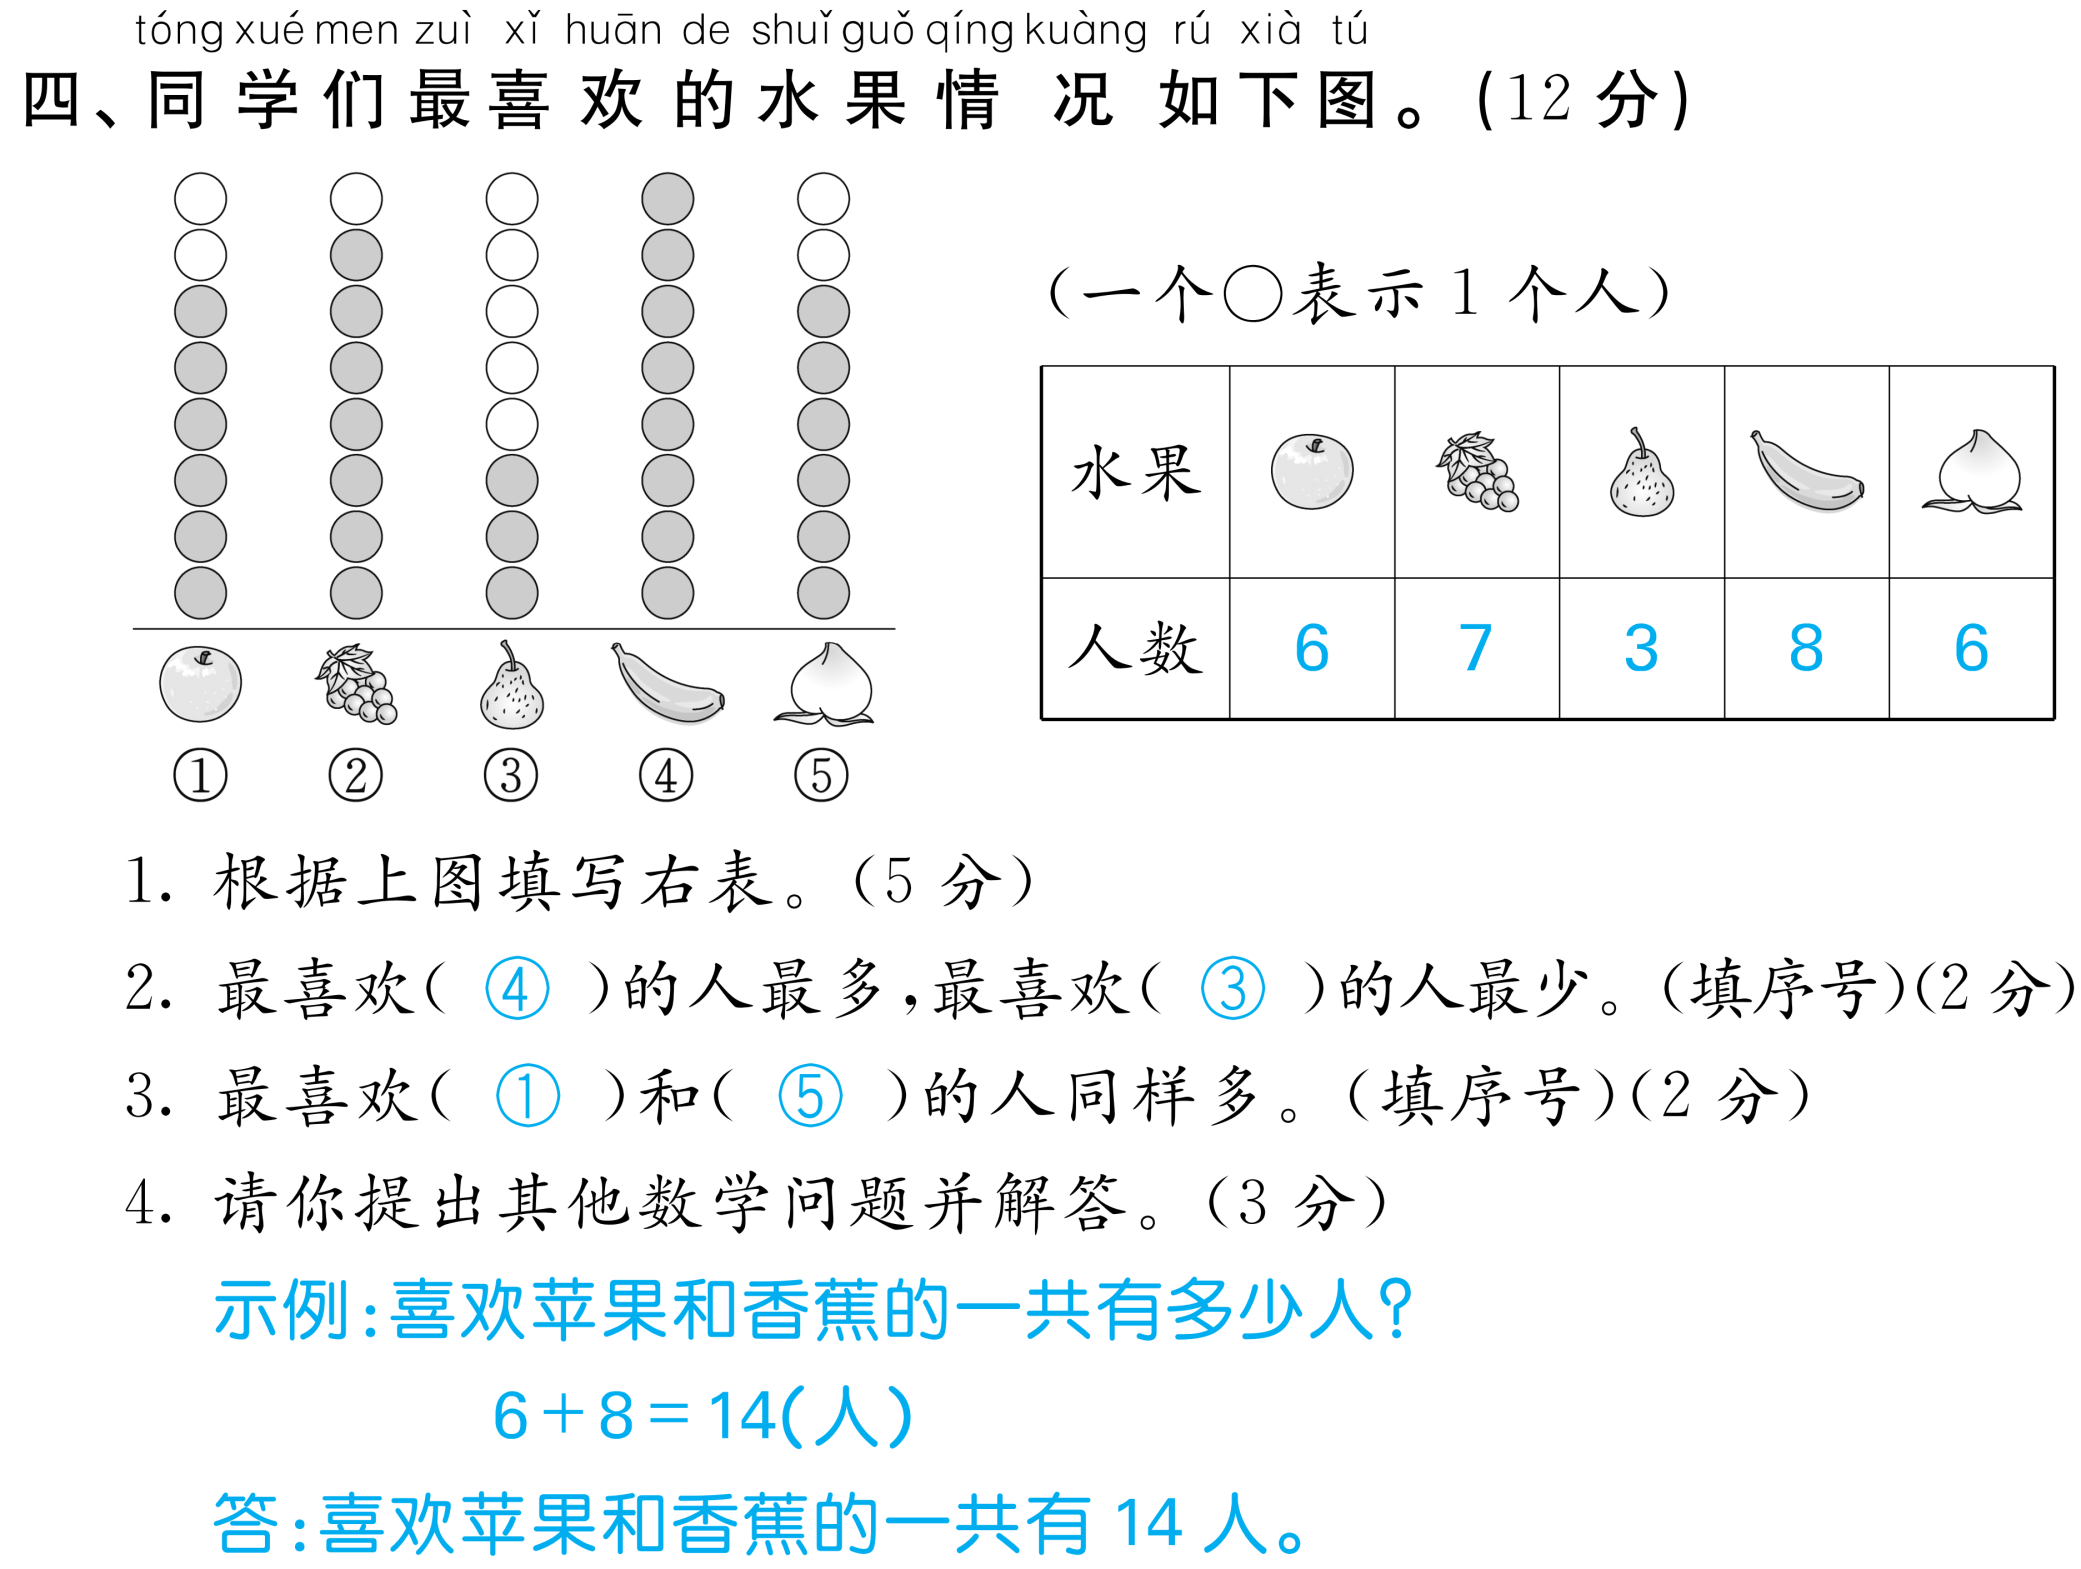 tóng xué men zuì xǐ huān de shuǐ guǒ qíng kuàng rú xià tú
四、同学们最喜欢的水果情况如下图。(12 分)
(一个○表示 1 个人)
水果
人数 6 7 3 8 6
① ② ③ ④ ⑤
1. 根据上图填写右表。(5 分)
2. 最喜欢( ④ )的人最多,最喜欢( ③ )的人最少。(填序号)(2 分)
3. 最喜欢( ① )和( ⑤ )的人同样多。(填序号)(2 分)
4. 请你提出其他数学问题并解答。(3 分)
示例:喜欢苹果和香蕉的一共有多少人?
6+8=14(人)
答:喜欢苹果和香蕉的一共有 14 人。